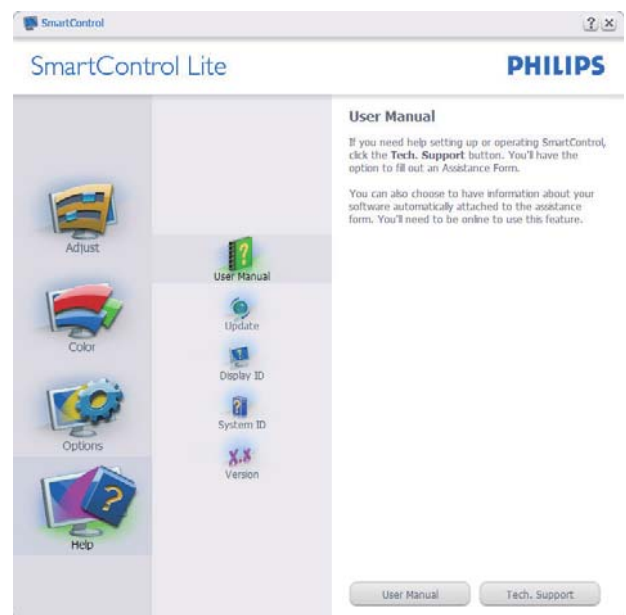 SmartControl
? ×
SmartControl Lite
PHILIPS
Adjust
Color
Options
Help
User Manual
Update
Display ID
System ID
X.X
Version
User Manual
If you need help setting up or operating SmartControl,
click the Tech. Support button. You'll have the
option to fill out an Assistance Form.
You can also choose to have information about your
software automatically attached to the assistance
form. You'll need to be online to use this feature.
User Manual
Tech. Support